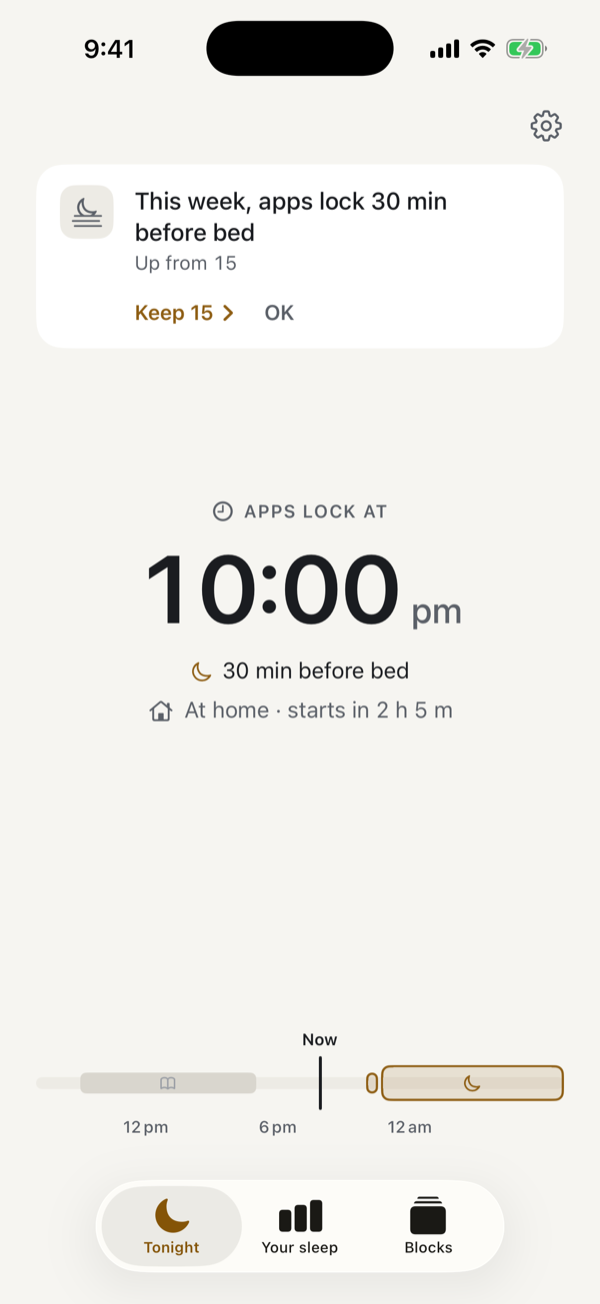 9:41
This week, apps lock 30 min
before bed
Up from 15
Keep 15
OK
APPS LOCK AT
10:00 pm
30 min before bed
At home · starts in 2 h 5 m
Now
12 pm 6 pm 12 am
Tonight Your sleep Blocks